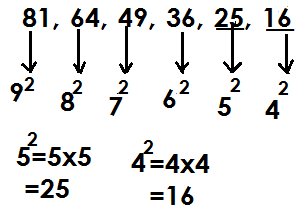 81, 64, 49, 36, 25, 16
9² 8² 7² 6² 5² 4²
5²=5x5 4²=4x4
=25 =16